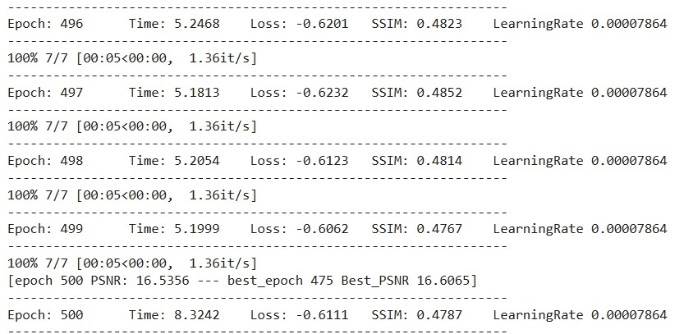 ------------------------------------------------------------------
Epoch: 496      Time: 5.2468    Loss: -0.6201   SSIM: 0.4823    LearningRate 0.00007864
------------------------------------------------------------------
100% 7/7 [00:05<00:00,  1.36it/s]
------------------------------------------------------------------
Epoch: 497      Time: 5.1813    Loss: -0.6232   SSIM: 0.4852    LearningRate 0.00007864
------------------------------------------------------------------
100% 7/7 [00:05<00:00,  1.36it/s]
------------------------------------------------------------------
Epoch: 498      Time: 5.2054    Loss: -0.6123   SSIM: 0.4814    LearningRate 0.00007864
------------------------------------------------------------------
100% 7/7 [00:05<00:00,  1.36it/s]
------------------------------------------------------------------
Epoch: 499      Time: 5.1999    Loss: -0.6062   SSIM: 0.4767    LearningRate 0.00007864
------------------------------------------------------------------
100% 7/7 [00:05<00:00,  1.36it/s]
[epoch 500 PSNR: 16.5356 --- best_epoch 475 Best_PSNR 16.6065]
------------------------------------------------------------------
Epoch: 500      Time: 8.3242    Loss: -0.6111   SSIM: 0.4787    LearningRate 0.00007864
------------------------------------------------------------------